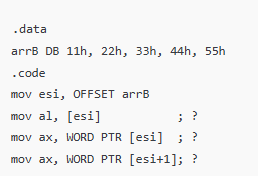 .data
arrB DB 11h, 22h, 33h, 44h, 55h
.code
mov esi, OFFSET arrB
mov al, [esi]            ; ?
mov ax, WORD PTR [esi]  ; ?
mov ax, WORD PTR [esi+1]; ?